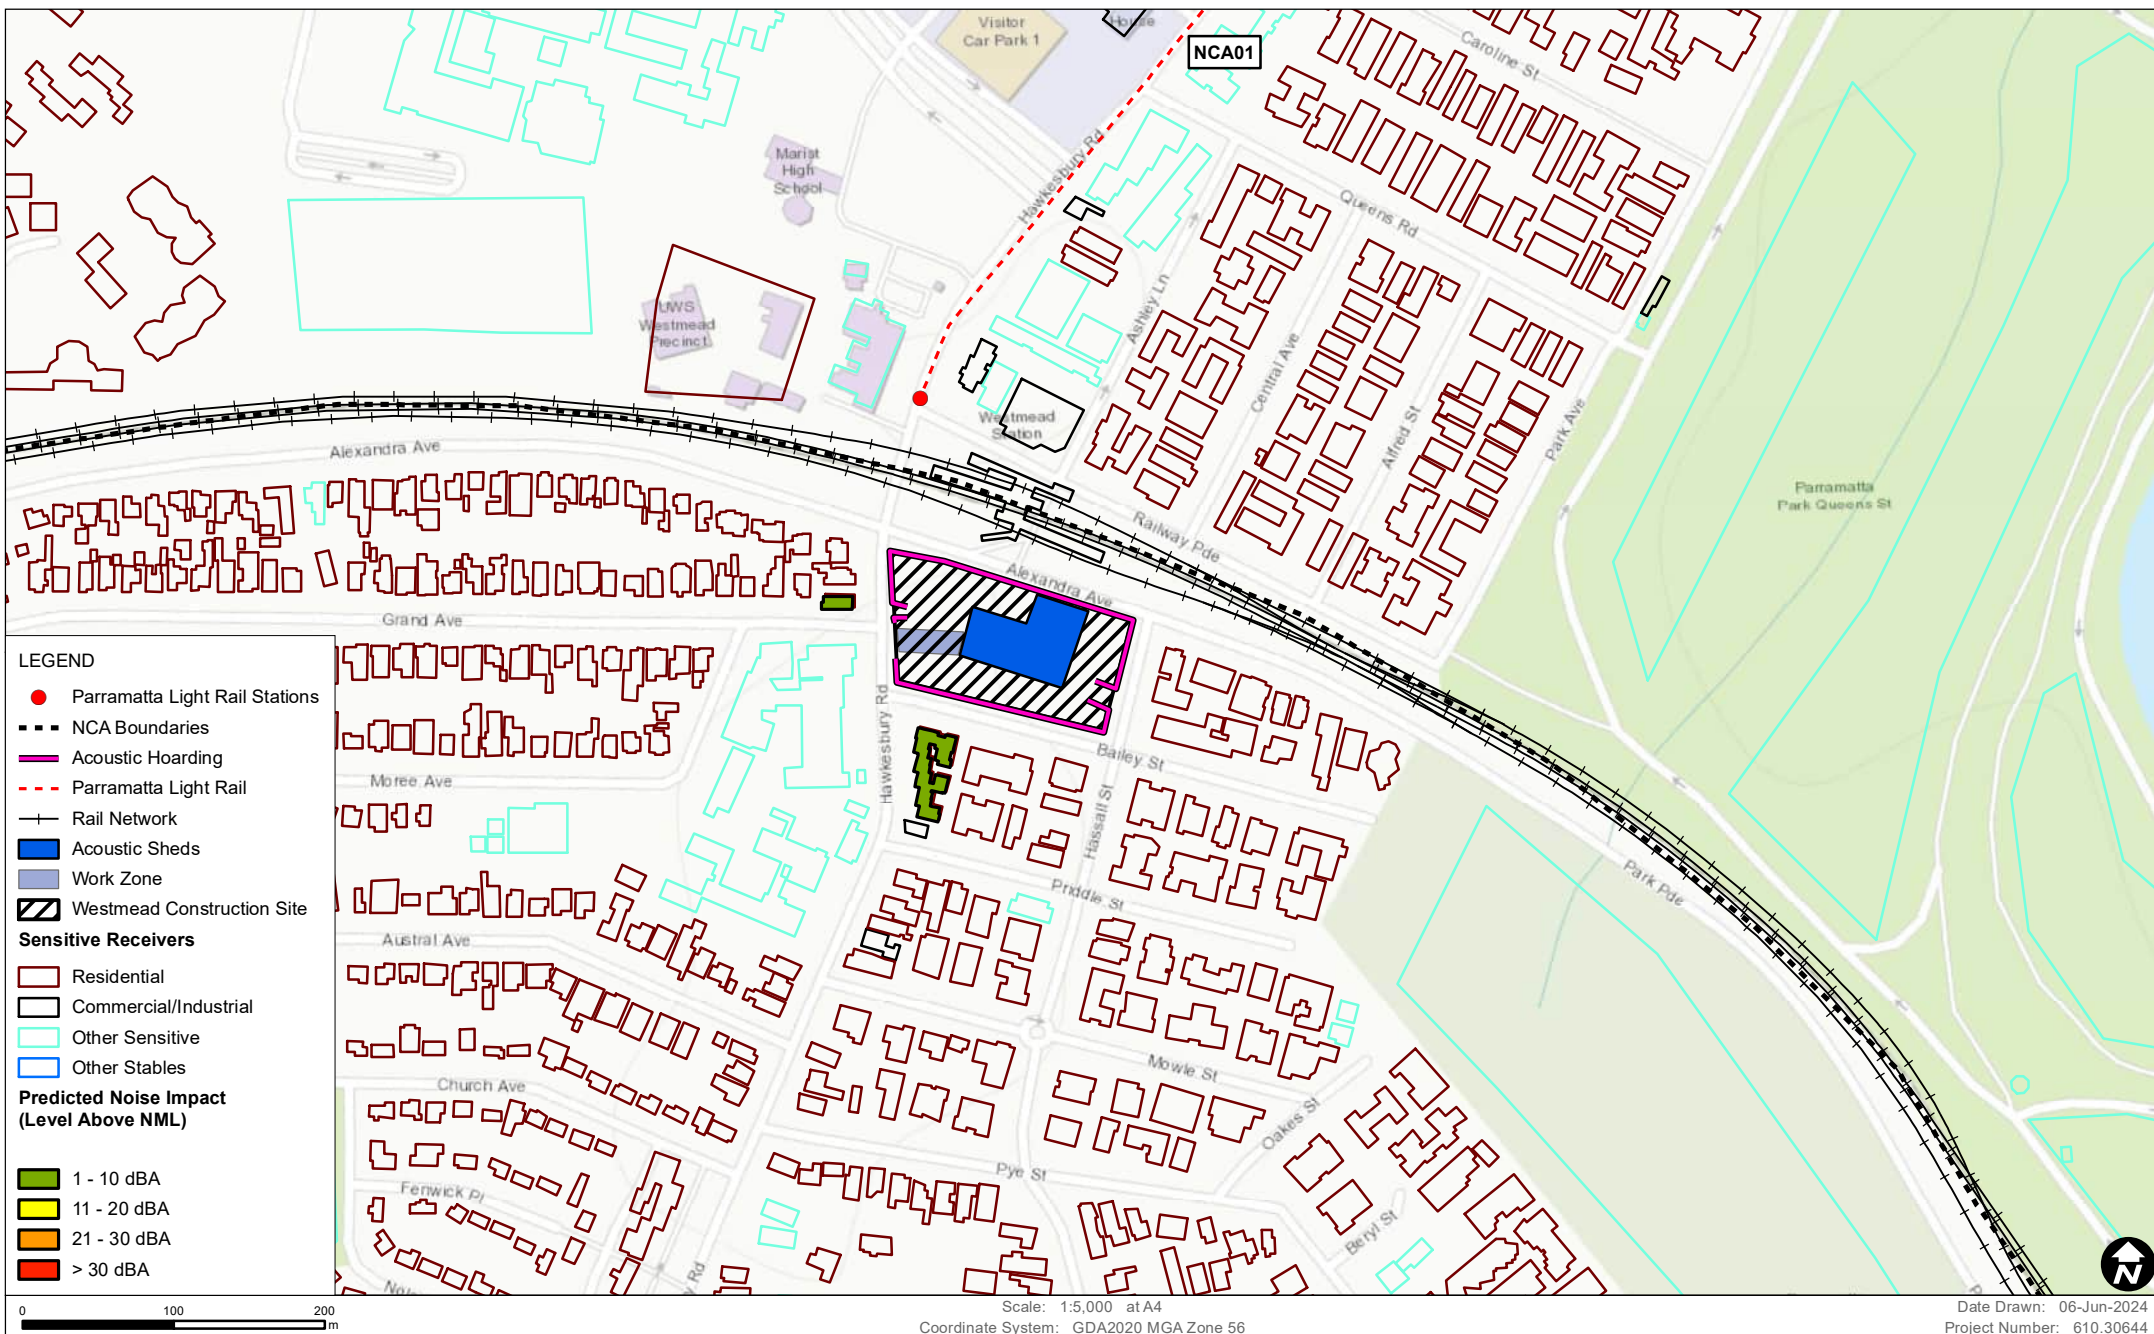 Visitor
Car Park 1
House
NCA01
Caroline St
Marist
High
School
Hawkesbury Rd
Queens Rd
UWS
Westmead
Precinct
Ashley Ln
Central Ave
Westmead
Station
Alfred St
Park Ave
Alexandra Ave
Parramatta
Park Queens St
Railway Pde
Alexandra Ave
Grand Ave
Hawkesbury Rd
Bailey St
Moree Ave
Hassall St
Park Pde
Priddle St
Austral Ave
Mowle St
Church Ave
Oakes St
Pye St
Fenwick Pl
Beryl St
y Rd
LEGEND
Parramatta Light Rail Stations
NCA Boundaries
Acoustic Hoarding
Parramatta Light Rail
Rail Network
Acoustic Sheds
Work Zone
Westmead Construction Site
Sensitive Receivers
Residential
Commercial/Industrial
Other Sensitive
Other Stables
Predicted Noise Impact
(Level Above NML)
1 - 10 dBA
11 - 20 dBA
21 - 30 dBA
> 30 dBA
N
0 100 200
m
Scale: 1:5,000 at A4
Coordinate System: GDA2020 MGA Zone 56
Date Drawn: 06-Jun-2024
Project Number: 610.30644